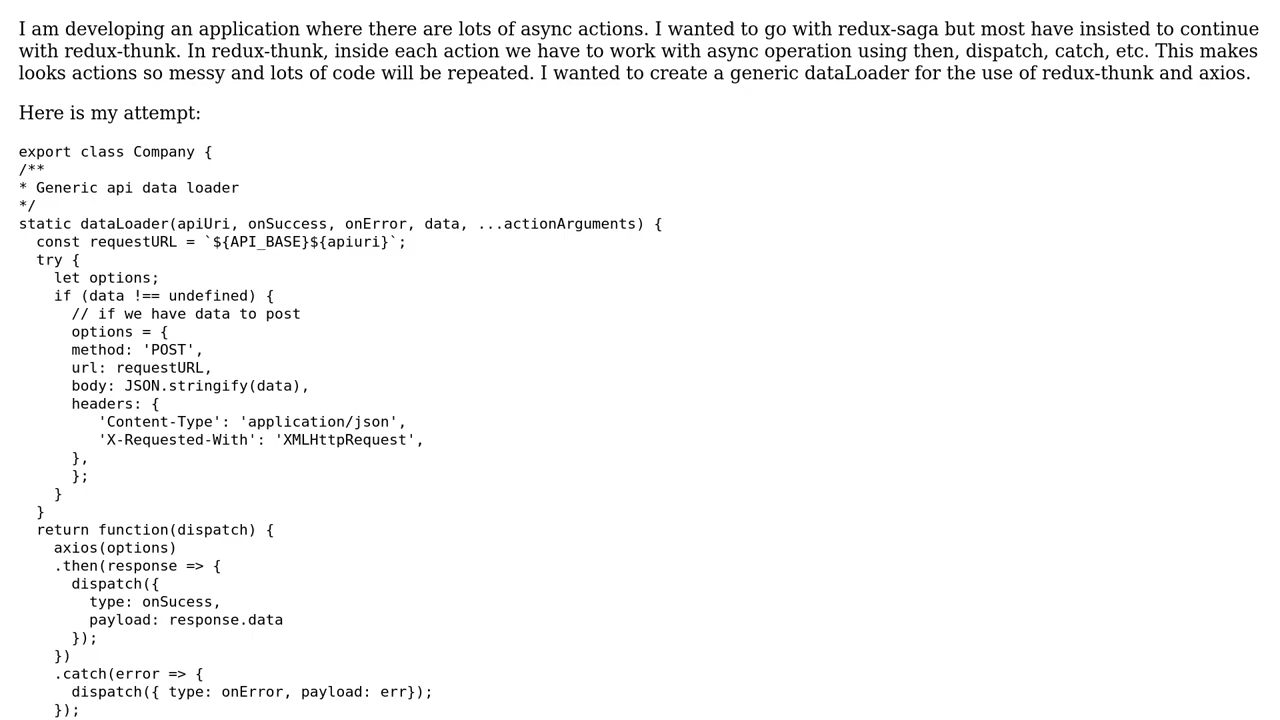 I am developing an application where there are lots of async actions. I wanted to go with redux-saga but most have insisted to continue
with redux-thunk. In redux-thunk, inside each action we have to work with async operation using then, dispatch, catch, etc. This makes
looks actions so messy and lots of code will be repeated. I wanted to create a generic dataLoader for the use of redux-thunk and axios.
Here is my attempt:
export class Company {
/**
* Generic api data loader
*/
static dataLoader(apiUri, onSuccess, onError, data, ...actionArguments) {
  const requestURL = `${API_BASE}${apiuri}`;
  try {
    let options;
    if (data !== undefined) {
      // if we have data to post
      options = {
      method: 'POST',
      url: requestURL,
      body: JSON.stringify(data),
      headers: {
         'Content-Type': 'application/json',
         'X-Requested-With': 'XMLHttpRequest',
      },
      };
    }
  }
  return function(dispatch) {
    axios(options)
    .then(response => {
      dispatch({
        type: onSucess,
        payload: response.data
      });
    })
    .catch(error => {
      dispatch({ type: onError, payload: err});
    });